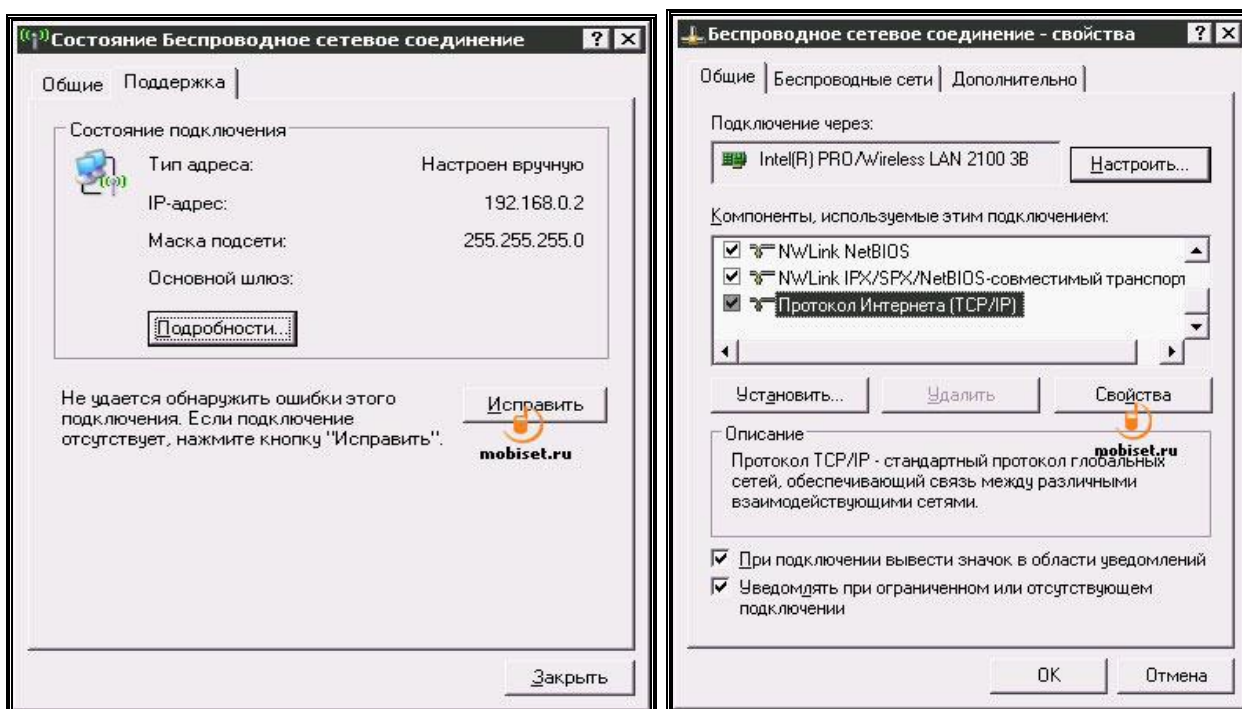 Состояние Беспроводное сетевое соединение
Общие
Поддержка
Состояние подключения
Тип адреса: Настроен вручную
IP-адрес: 192.168.0.2
Маска подсети: 255.255.255.0
Основной шлюз:
Подробности...
Не удается обнаружить ошибки этого
подключения. Если подключение
отсутствует, нажмите кнопку "Исправить".
Исправить
mobiset.ru
Закрыть
Беспроводное сетевое соединение - свойства
Общие
Беспроводные сети
Дополнительно
Подключение через:
Intel(R) PRO/Wireless LAN 2100 3B
Настроить...
Компоненты, используемые этим подключением:
NWLink NetBIOS
NWLink IPX/SPX/NetBIOS-совместимый транспорт
Протокол Интернета (TCP/IP)
Установить...
Удалить
Свойства
Описание
mobiset.ru
Протокол TCP/IP - стандартный протокол глобальных
сетей, обеспечивающий связь между различными
взаимодействующими сетями.
При подключении вывести значок в области уведомлений
Уведомлять при ограниченном или отсутствующем
подключении
OK
Отмена